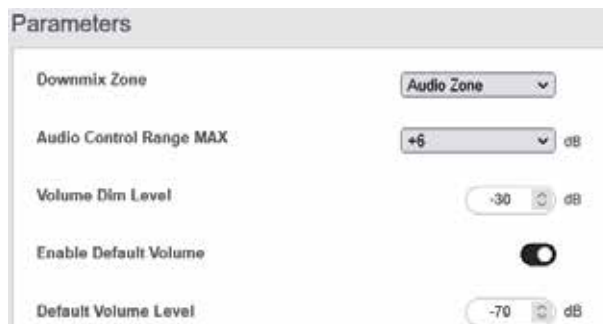 Parameters
Downmix Zone Audio Zone
Audio Control Range MAX +6 dB
Volume Dim Level -30 dB
Enable Default Volume
Default Volume Level -70 dB